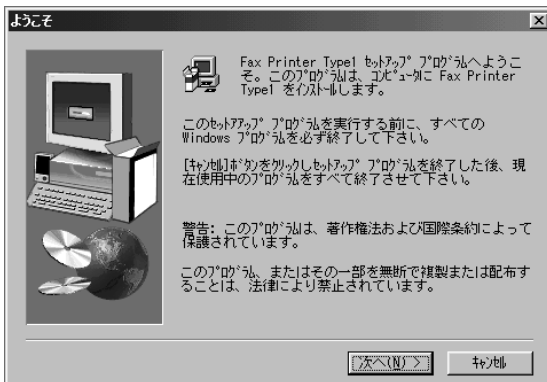 ようこそ
Fax Printer Type1 ｾｯﾄｱｯﾌﾟ ﾌﾟﾛｸﾞﾗﾑへようこ
そ。このﾌﾟﾛｸﾞﾗﾑは、ｺﾝﾋﾟｭｰﾀに Fax Printer
Type1 をｲﾝｽﾄｰﾙします。
このｾｯﾄｱｯﾌﾟ ﾌﾟﾛｸﾞﾗﾑを実行する前に、すべての
Windows ﾌﾟﾛｸﾞﾗﾑを必ず終了して下さい。
[ｷｬﾝｾﾙ]ﾎﾞﾀﾝをｸﾘｯｸしｾｯﾄｱｯﾌﾟ ﾌﾟﾛｸﾞﾗﾑを終了した後、現
在使用中のﾌﾟﾛｸﾞﾗﾑをすべて終了させて下さい。
警告: このﾌﾟﾛｸﾞﾗﾑは、著作権法および国際条約によって
保護されています。
このﾌﾟﾛｸﾞﾗﾑ、またはその一部を無断で複製または配布す
ることは、法律により禁止されています。
次へ(N) >
ｷｬﾝｾﾙ